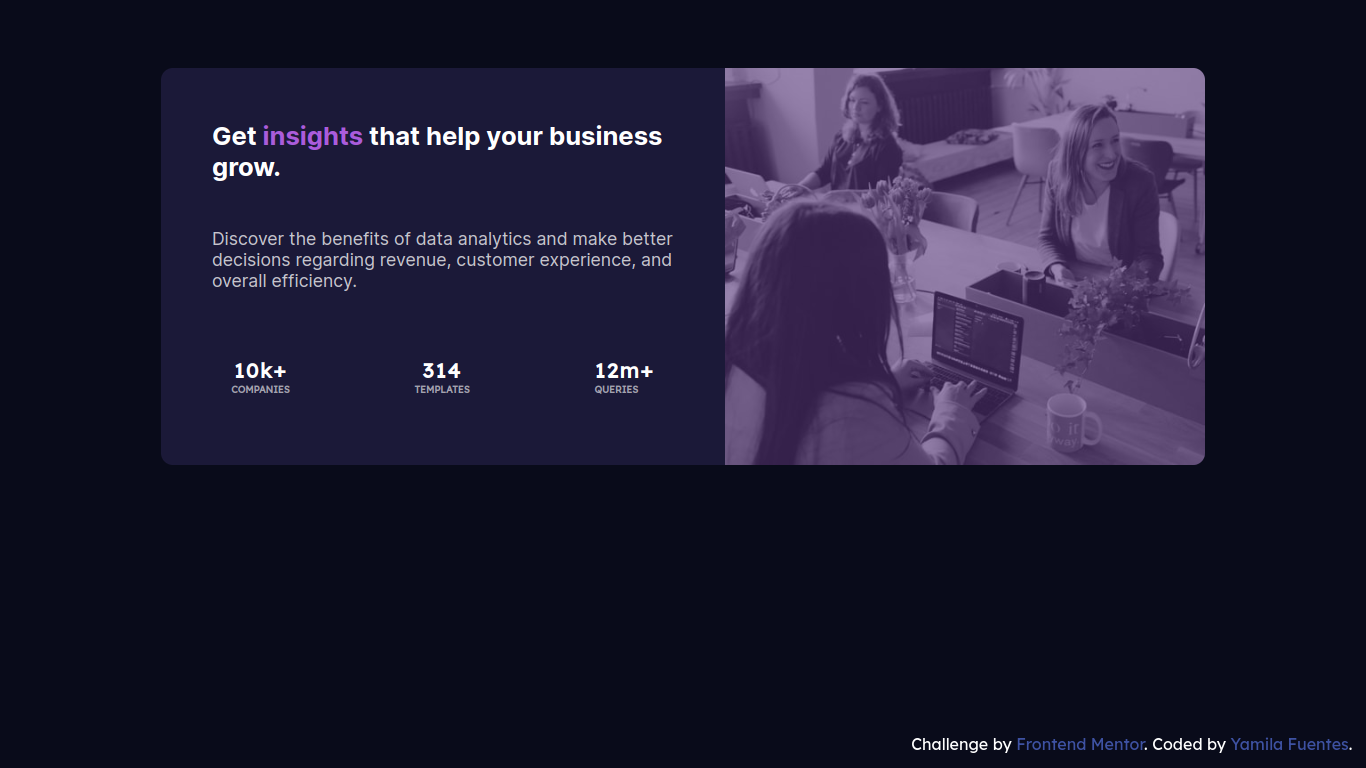 Get insights that help your business
grow.
Discover the benefits of data analytics and make better
decisions regarding revenue, customer experience, and
overall efficiency.
10k+ 314 12m+
COMPANIES TEMPLATES QUERIES
Challenge by Frontend Mentor. Coded by Yamila Fuentes.